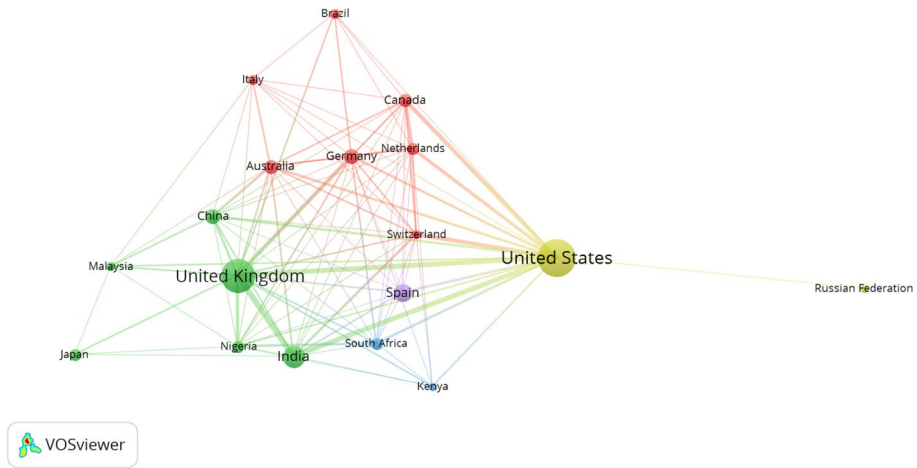 Brazil
Italy
Canada
Netherlands
Germany
Australia
China
Switzerland
United States
Malaysia
United Kingdom
Russian Federation
Spain
South Africa
Nigeria
Japan
India
Kenya
VOSviewer